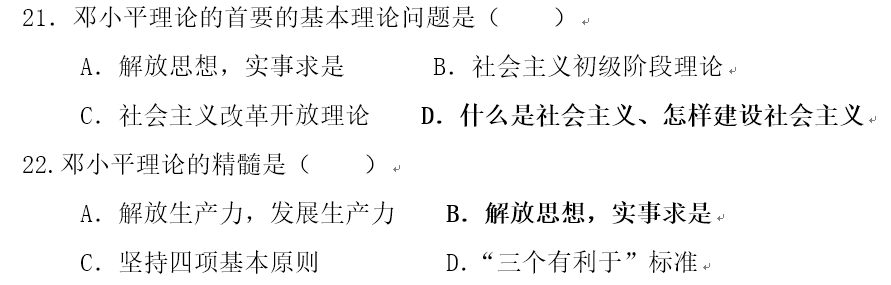 21．邓小平理论的首要的基本理论问题是（　　）
A．解放思想，实事求是　　B．社会主义初级阶段理论
C．社会主义改革开放理论　　D．什么是社会主义、怎样建设社会主义
22.邓小平理论的精髓是（　　）
A．解放生产力，发展生产力　　B．解放思想，实事求是
C．坚持四项基本原则　　D．“三个有利于”标准